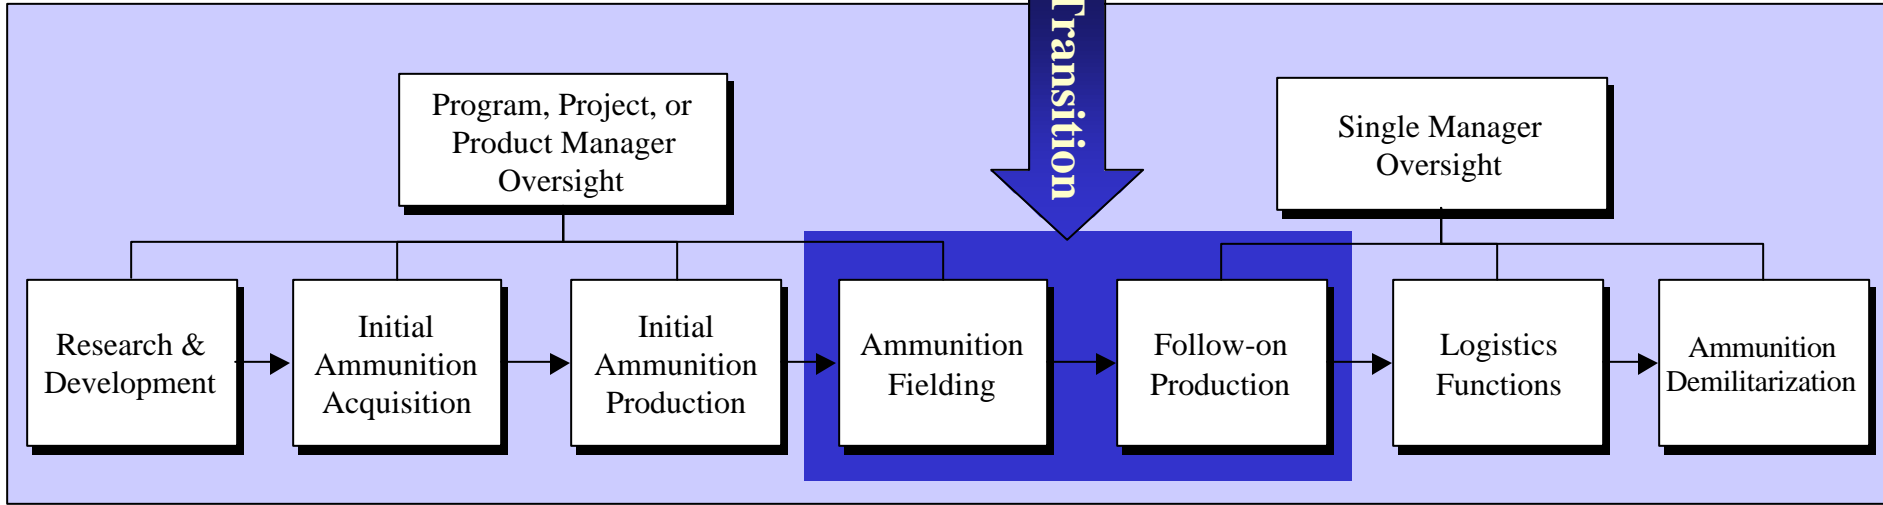 Transition
Program, Project, or
Product Manager
Oversight
Single Manager
Oversight
Research &
Development
Initial
Ammunition
Acquisition
Initial
Ammunition
Production
Ammunition
Fielding
Follow-on
Production
Logistics
Functions
Ammunition
Demilitarization